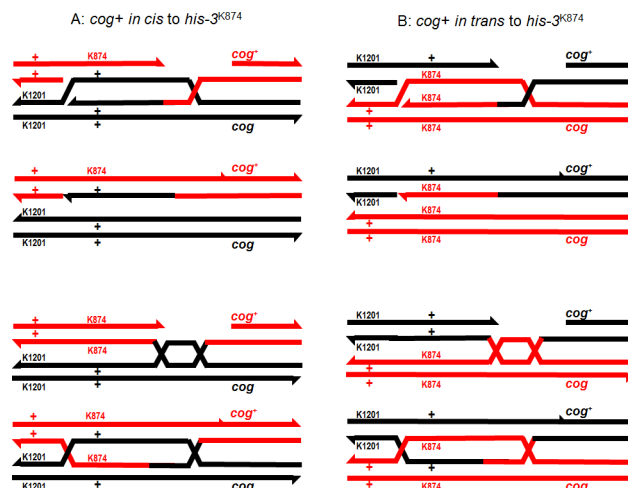 A: cog+ in cis to his-3K874
+ K874 cog+
+ +
K1201
+
K1201 cog
+ K874 cog+
+ +
K1201
+
K1201 cog
+ K874 cog+
+
K874
K1201
+
K1201 cog
+ K874 cog+
+ +
K1201 K874
+
K1201 cog
B: cog+ in trans to his-3K874
K1201 + cog+
K874
K1201
K874
+
+ K874 cog
K1201 + cog+
K1201 K874
+
+ K874 cog
K1201 + cog+
+
K1201
K874
+
+ K874 cog
K1201 + cog+
K874
K1201
+ +
+ K874 cog